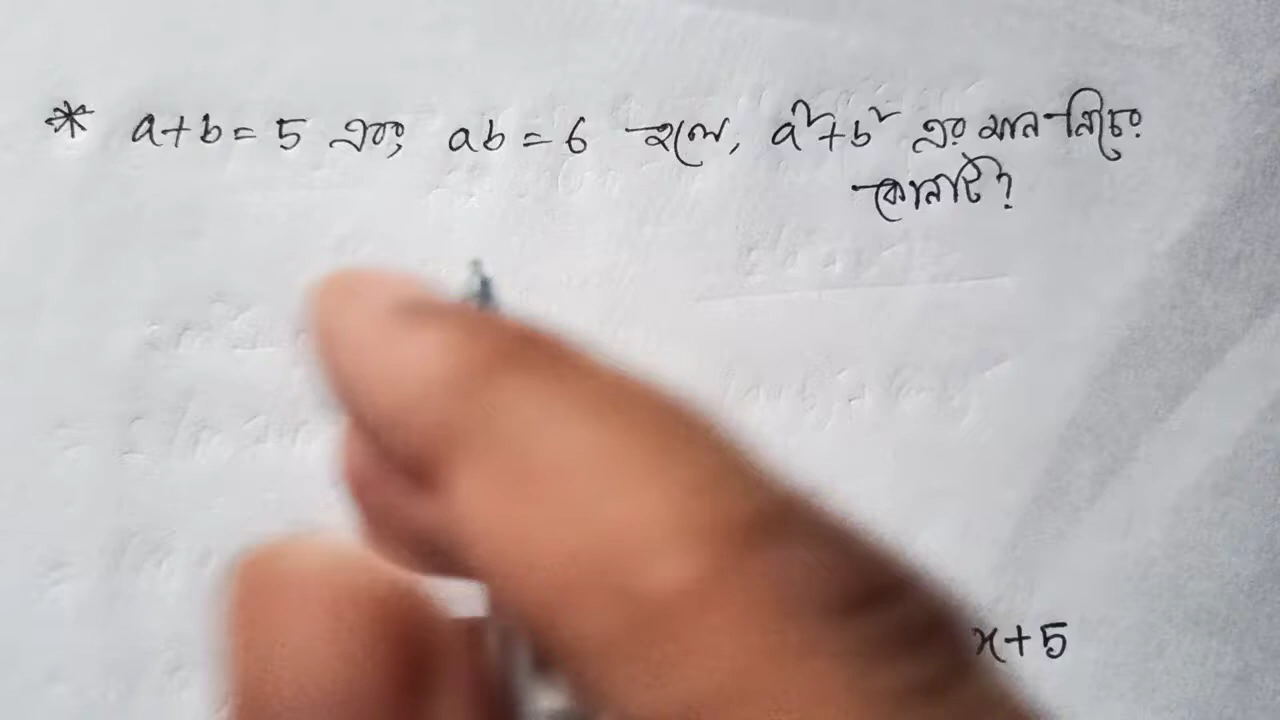 * a+b = 5 এবং, ab = 6 হলে, a²+b² এর মান নিচের
কোনটি?
x+5